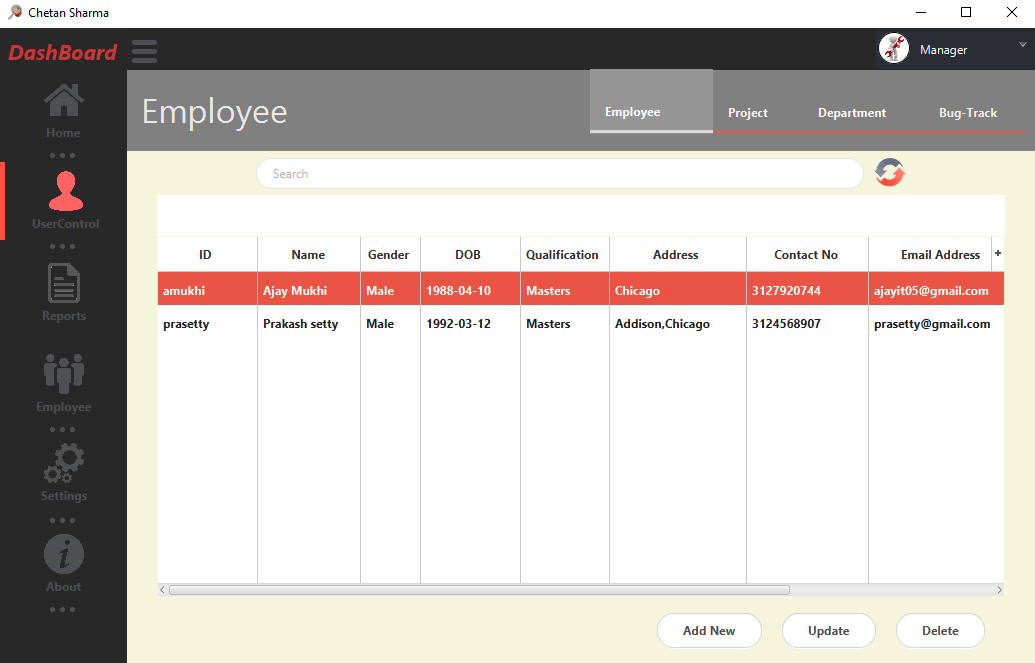 Chetan Sharma
DashBoard
Manager
Home
UserControl
Reports
Employee
Settings
About
Employee
Employee Project Department Bug-Track
Search
ID Name Gender DOB Qualification Address Contact No Email Address +
amukhi Ajay Mukhi Male 1988-04-10 Masters Chicago 3127920744 ajayit05@gmail.com
prasetty Prakash setty Male 1992-03-12 Masters Addison,Chicago 3124568907 prasetty@gmail.com
Add New Update Delete